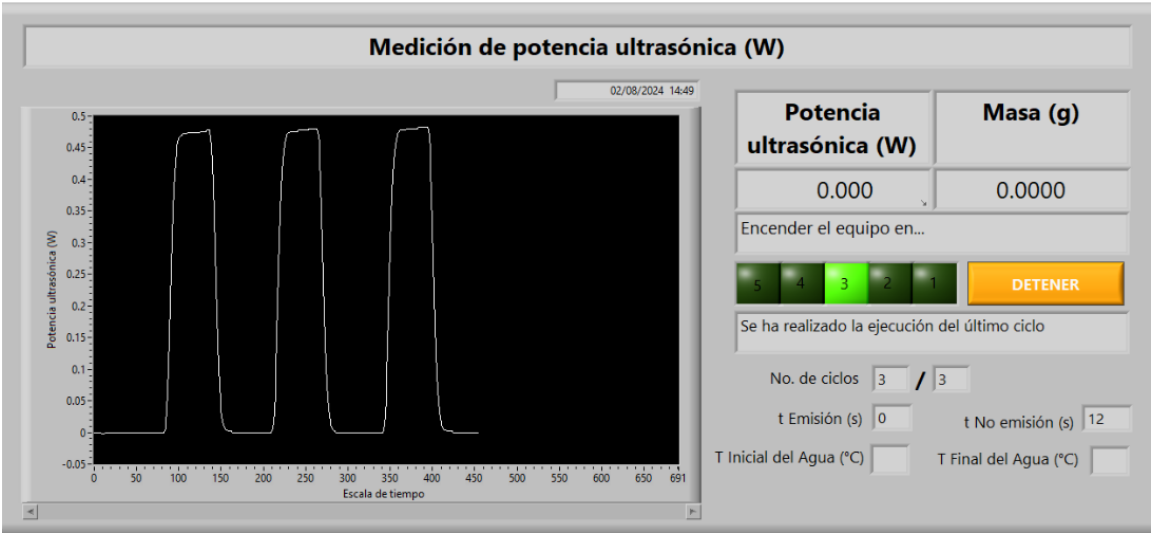 Medición de potencia ultrasónica (W)
02/08/2024 14:49
Potencia ultrasónica (W)
0.5
0.45
0.4
0.35
0.3
0.25
0.2
0.15
0.1
0.05
0
-0.05
0 50 100 150 200 250 300 350 400 450 500 550 600 650 691
Escala de tiempo
Potencia
ultrasónica (W)
Masa (g)
0.000
0.0000
Encender el equipo en...
5 4 3 2 1
DETENER
Se ha realizado la ejecución del último ciclo
No. de ciclos 3 / 3
t Emisión (s) 0
t No emisión (s) 12
T Inicial del Agua (°C)
T Final del Agua (°C)